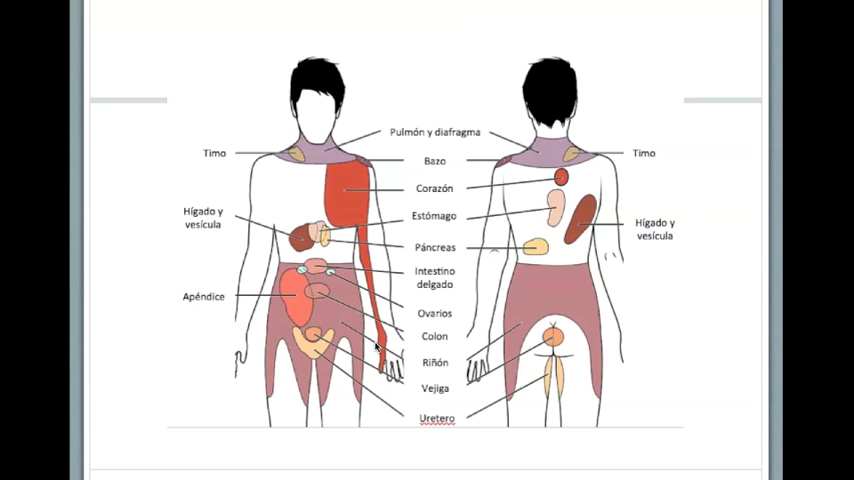 Pulmón y diafragma
Timo
Bazo
Timo
Corazón
Hígado y
vesícula
Estómago
Hígado y
vesícula
Páncreas
Intestino
delgado
Apéndice
Ovarios
Colon
Riñón
Vejiga
Uretero